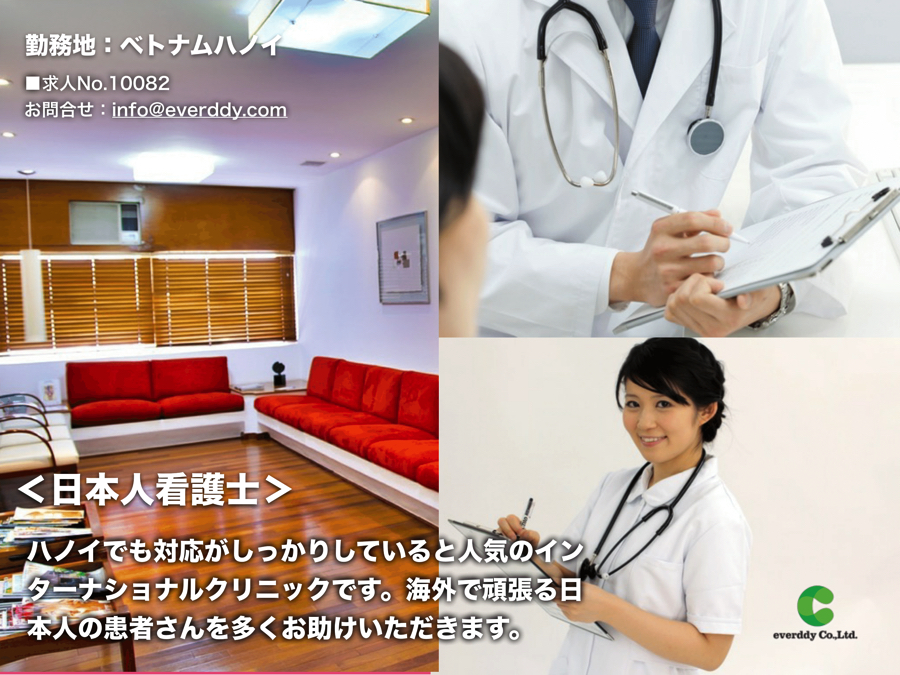 勤務地：ベトナムハノイ
■求人No.10082
お問合せ：info@everddy.com
＜日本人看護士＞
ハノイでも対応がしっかりしていると人気のイン
ターナショナルクリニックです。海外で頑張る日
本人の患者さんを多くお助けいただきます。
everddy Co.,Ltd.